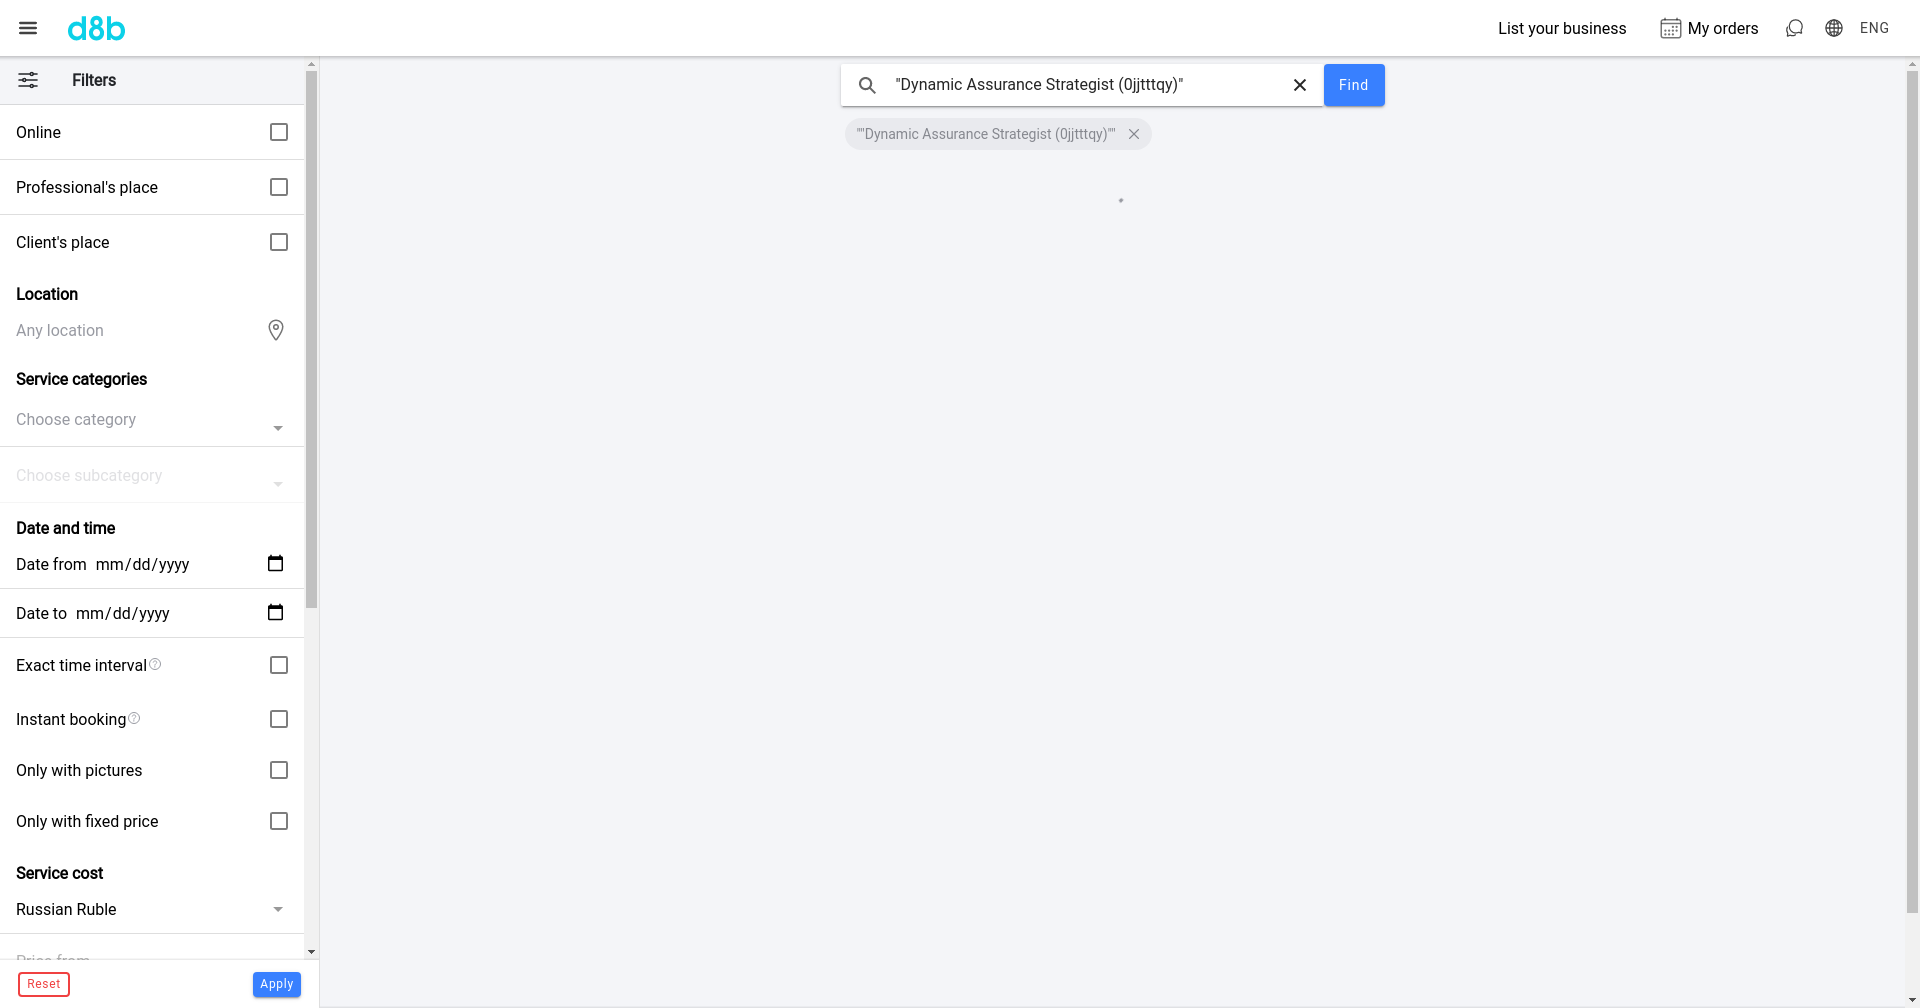 d8b
List your business
My orders
ENG
Filters
Online
Professional's place
Client's place
Location
Any location
Service categories
Choose category
Choose subcategory
Date and time
Date from mm/dd/yyyy
Date to mm/dd/yyyy
Exact time interval
Instant booking
Only with pictures
Only with fixed price
Service cost
Russian Ruble
Price from
Reset
Apply
"Dynamic Assurance Strategist (0jjtttqy)"
Find
""Dynamic Assurance Strategist (0jjtttqy)""